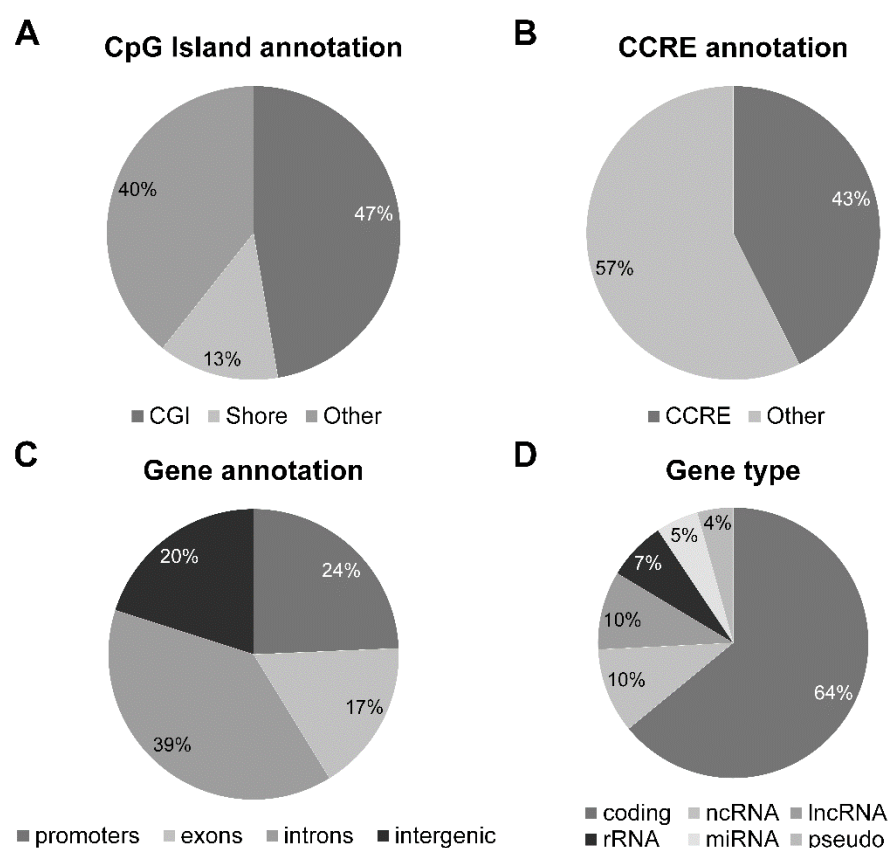 A
CpG Island annotation
40%
47%
13%
CGI Shore Other
B
CCRE annotation
43%
57%
CCRE Other
C
Gene annotation
20%
24%
17%
39%
promoters exons introns intergenic
D
Gene type
4%
5%
7%
10%
10%
64%
coding ncRNA lncRNA
rRNA miRNA pseudo